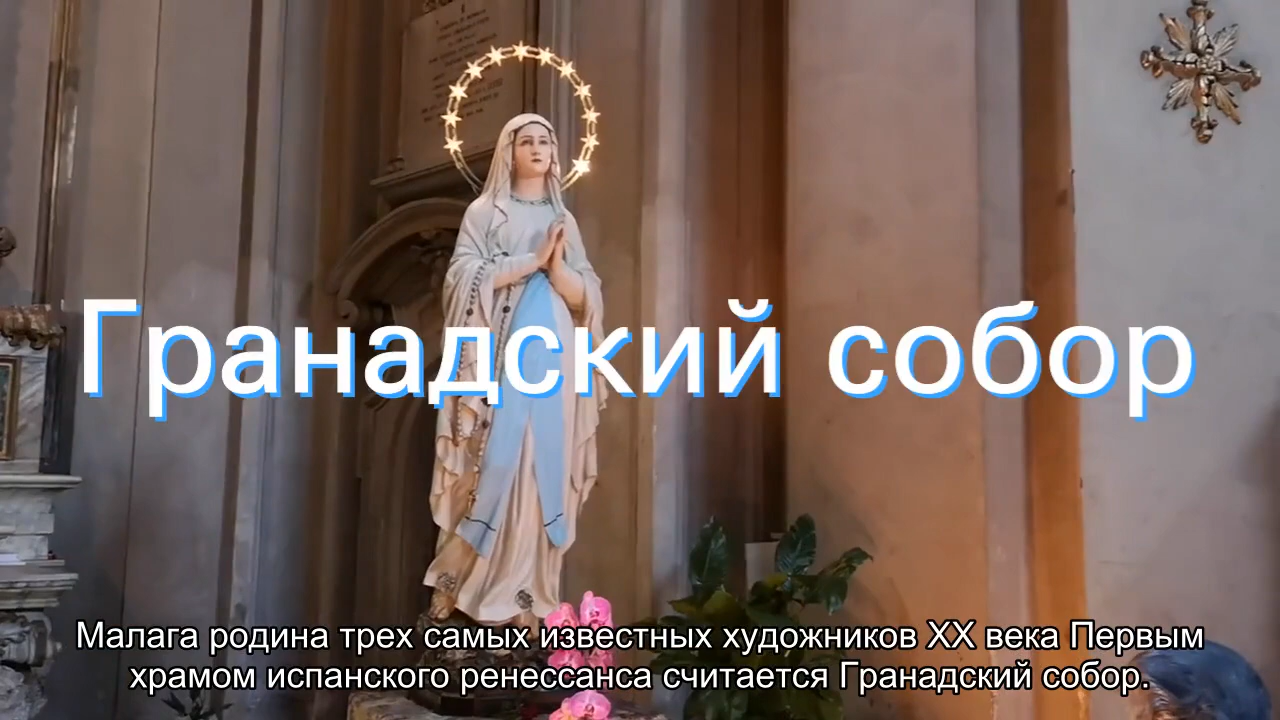 Гранадский собор
Малага родина трех самых известных художников XX века Первым
храмом испанского ренессанса считается Гранадский собор.